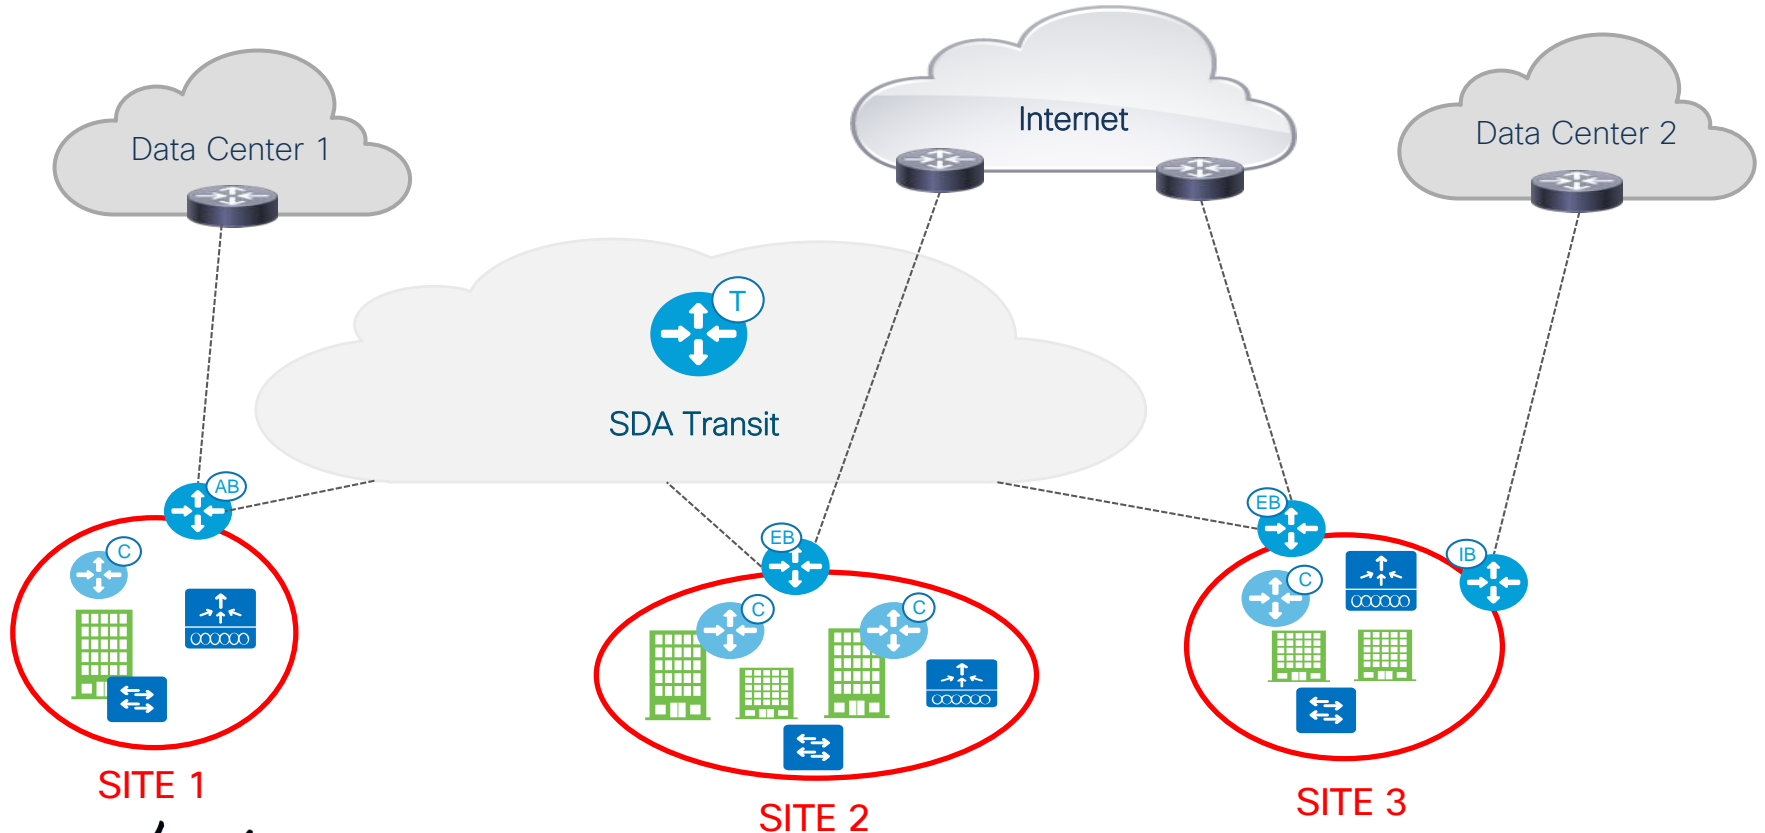 Internet
Data Center 1
Data Center 2
T
SDA Transit
AB
EB
EB
IB
C
C
C
C
SITE 1
SITE 2
SITE 3